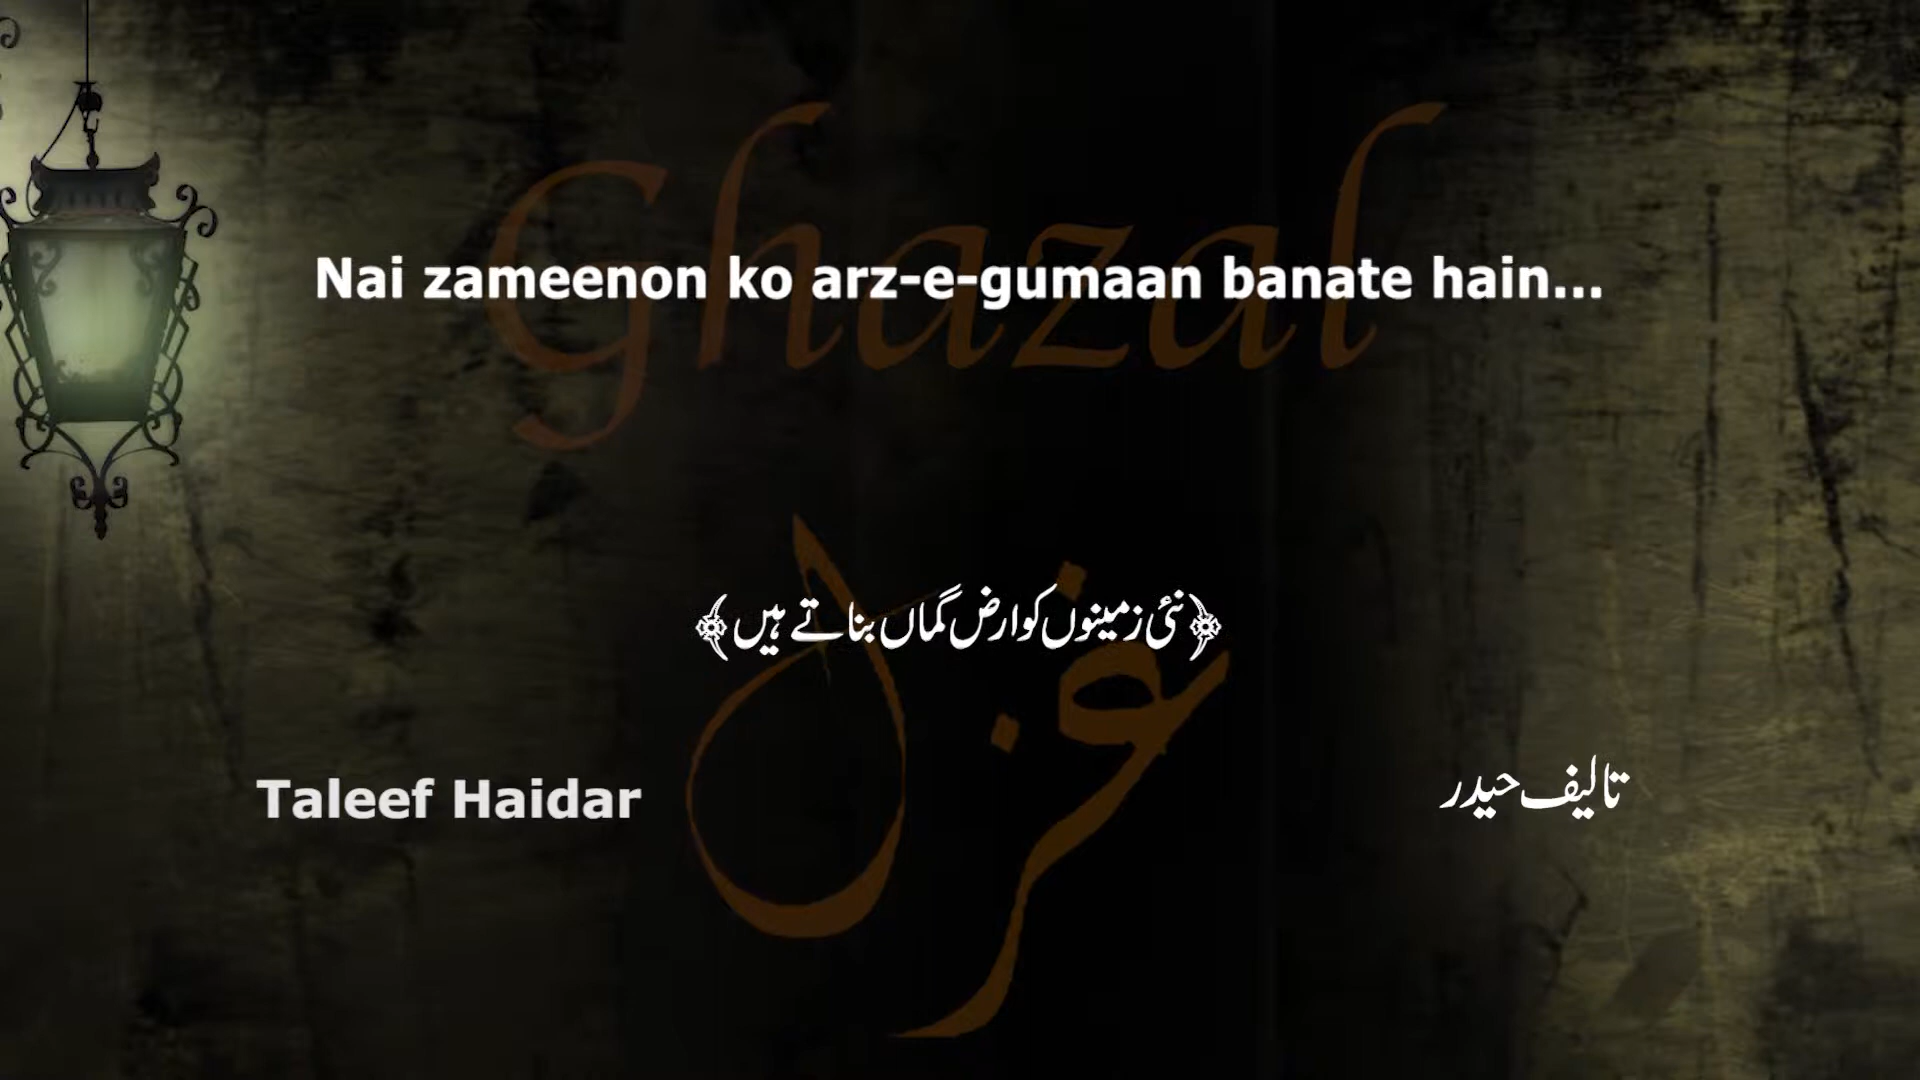 Ghazal
Nai zameenon ko arz-e-gumaan banate hain...
﴿نئی زمینوں کو ارض گماں بناتے ہیں﴾
غزل
Taleef Haidar
تالیف حیدر